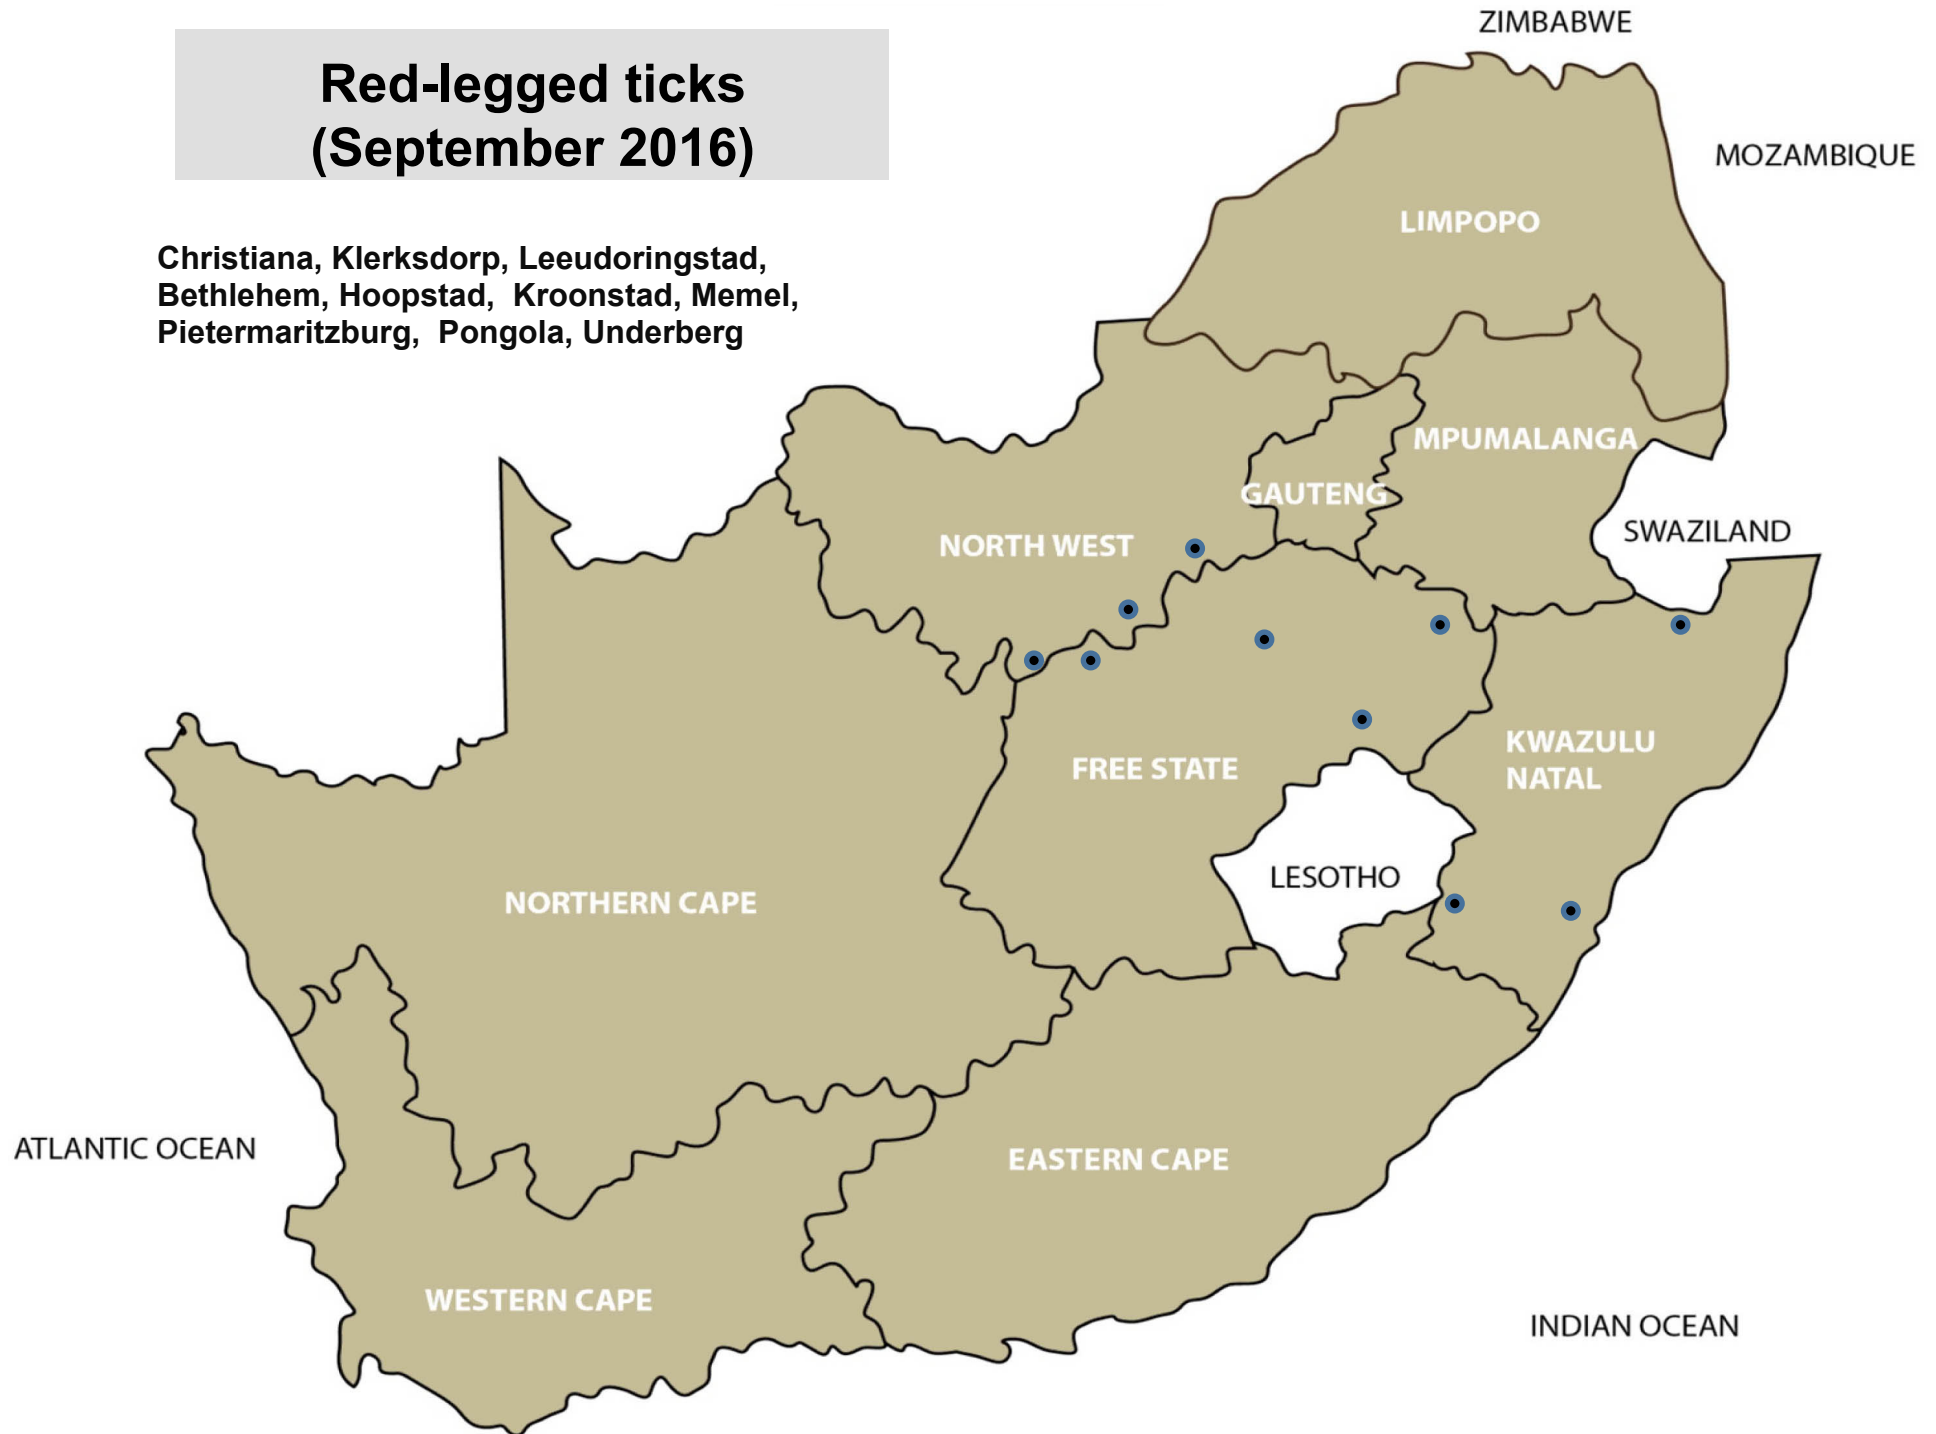 Red-legged ticks
(September 2016)
Christiana, Klerksdorp, Leeudoringstad,
Bethlehem, Hoopstad, Kroonstad, Memel,
Pietermaritzburg, Pongola, Underberg
ZIMBABWE
MOZAMBIQUE
LIMPOPO
MPUMALANGA
GAUTENG
SWAZILAND
NORTH WEST
KWAZULU
NATAL
FREE STATE
LESOTHO
NORTHERN CAPE
ATLANTIC OCEAN
EASTERN CAPE
WESTERN CAPE
INDIAN OCEAN